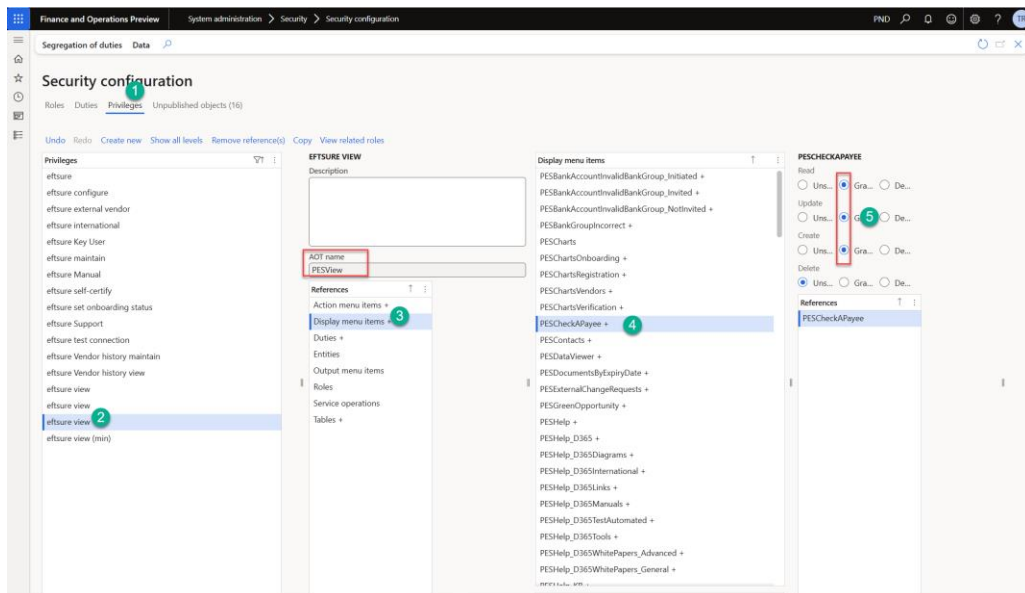 Finance and Operations Preview System administration > Security > Security configuration PND ? TR
Segregation of duties Data
Security configuration
1
Roles Duties Privileges Unpublished objects (16)
Undo Redo Create new Show all levels Remove reference(s) Copy View related roles
Privileges
eftsure
eftsure configure
eftsure external vendor
eftsure international
eftsure Key User
eftsure maintain
eftsure Manual
eftsure self-certify
eftsure set onboarding status
eftsure Support
eftsure test connection
eftsure Vendor history maintain
eftsure Vendor history view
eftsure view
eftsure view
eftsure view 2
eftsure view (min)
EFTSURE VIEW
Description
AOT name
PESView
References
Action menu items +
Display menu items + 3
Duties +
Entities
Output menu items
Roles
Service operations
Tables +
Display menu items
PESBankAccountInvalidBankGroup_Initiated +
PESBankAccountInvalidBankGroup_Invited +
PESBankAccountInvalidBankGroup_NotInvited +
PESBankGroupIncorrect +
PESCharts
PESChartsOnboarding +
PESChartsRegistration +
PESChartsVendors +
PESChartsVerification +
PESCheckAPayee + 4
PESContacts +
PESDataViewer +
PESDocumentsByExpiryDate +
PESExternalChangeRequests +
PESGreenOpportunity +
PESHelp +
PESHelp_D365 +
PESHelp_D365Diagrams +
PESHelp_D365International +
PESHelp_D365Links +
PESHelp_D365Manuals +
PESHelp_D365TestAutomated +
PESHelp_D365Tools +
PESHelp_D365WhitePapers_Advanced +
PESHelp_D365WhitePapers_General +
PESCHECKAPAYEE
Read
Uns... Gra... De...
Update
Uns... 5 De...
Create
Uns... Gra... De...
Delete
Uns... Gra... De...
References
PESCheckAPayee